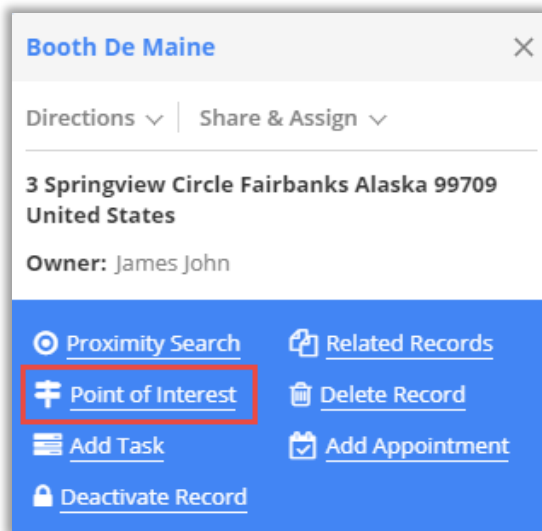 Booth De Maine
Directions Share & Assign
3 Springview Circle Fairbanks Alaska 99709
United States
Owner: James John
Proximity Search Related Records
Point of Interest Delete Record
Add Task Add Appointment
Deactivate Record